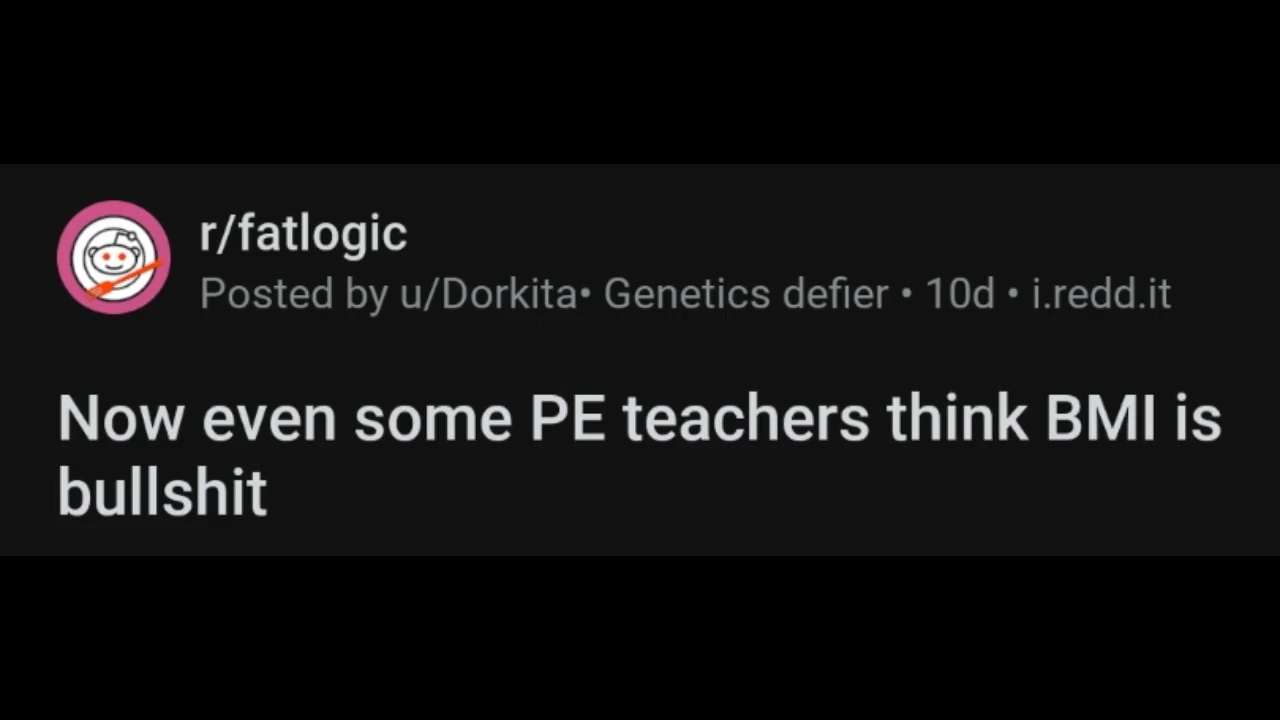 r/fatlogic
Posted by u/Dorkita• Genetics defier • 10d • i.redd.it
Now even some PE teachers think BMI is
bullshit